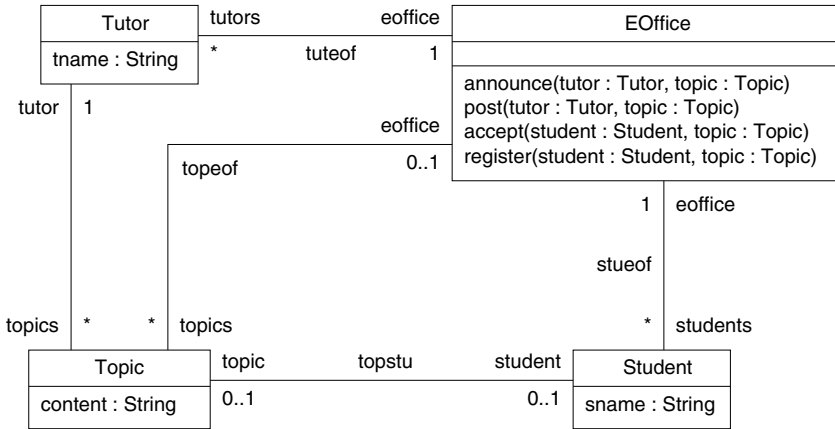 Tutor
tutors
eoffice
EOffice
tname : String
*
tuteof
1
announce(tutor : Tutor, topic : Topic)
post(tutor : Tutor, topic : Topic)
accept(student : Student, topic : Topic)
register(student : Student, topic : Topic)
tutor
1
eoffice
topeof
0..1
1
eoffice
stueof
topics
*
*
topics
*
students
Topic
topic
topstu
student
Student
content : String
0..1
0..1
sname : String